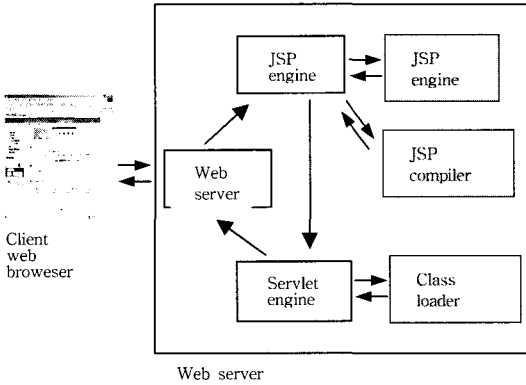 JSP
engine
JSP
engine
JSP
compiler
Web
server
Client
web
broweser
Servlet
engine
Class
loader
Web server